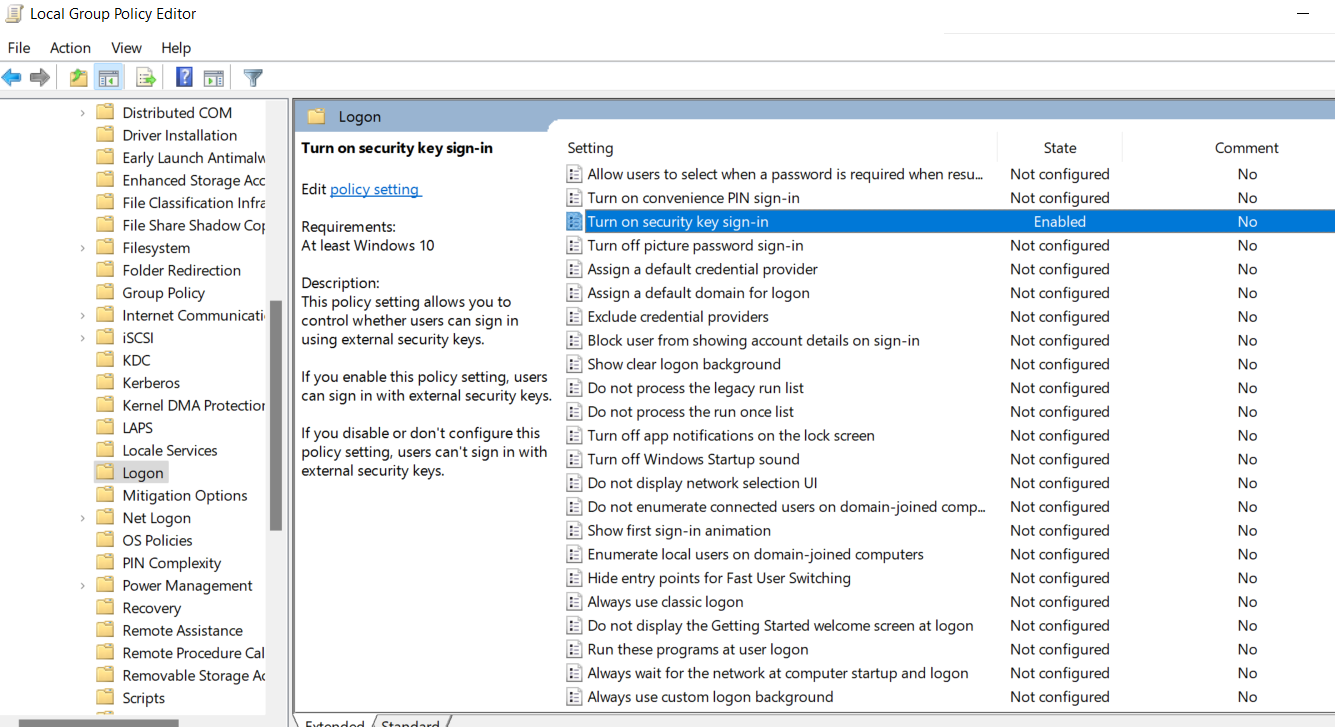 Local Group Policy Editor
File Action View Help
Distributed COM
Driver Installation
Early Launch Antimalw
Enhanced Storage Acc
File Classification Infra
File Share Shadow Cop
Filesystem
Folder Redirection
Group Policy
Internet Communicati
iSCSI
KDC
Kerberos
Kernel DMA Protection
LAPS
Locale Services
Logon
Mitigation Options
Net Logon
OS Policies
PIN Complexity
Power Management
Recovery
Remote Assistance
Remote Procedure Cal
Removable Storage Ac
Scripts
Logon
Turn on security key sign-in
Edit policy setting
Requirements:
At least Windows 10
Description:
This policy setting allows you to
control whether users can sign in
using external security keys.
If you enable this policy setting, users
can sign in with external security keys.
If you disable or don't configure this
policy setting, users can't sign in with
external security keys.
Setting State Comment
Allow users to select when a password is required when resu... Not configured No
Turn on convenience PIN sign-in Not configured No
Turn on security key sign-in Enabled No
Turn off picture password sign-in Not configured No
Assign a default credential provider Not configured No
Assign a default domain for logon Not configured No
Exclude credential providers Not configured No
Block user from showing account details on sign-in Not configured No
Show clear logon background Not configured No
Do not process the legacy run list Not configured No
Do not process the run once list Not configured No
Turn off app notifications on the lock screen Not configured No
Turn off Windows Startup sound Not configured No
Do not display network selection UI Not configured No
Do not enumerate connected users on domain-joined comp... Not configured No
Show first sign-in animation Not configured No
Enumerate local users on domain-joined computers Not configured No
Hide entry points for Fast User Switching Not configured No
Always use classic logon Not configured No
Do not display the Getting Started welcome screen at logon Not configured No
Run these programs at user logon Not configured No
Always wait for the network at computer startup and logon Not configured No
Always use custom logon background Not configured No
Extended Standard